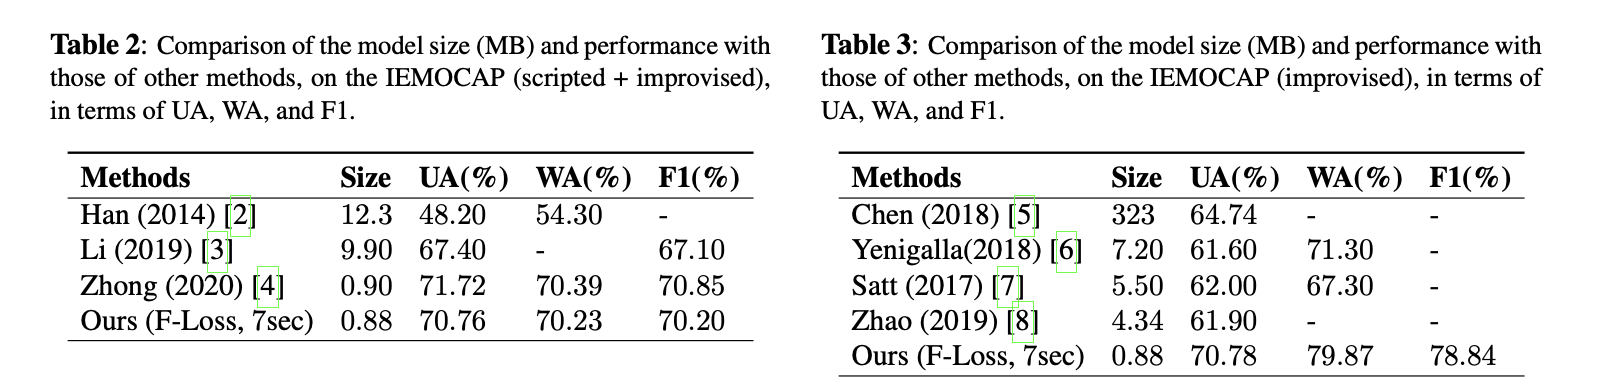 Table 2: Comparison of the model size (MB) and performance with
those of other methods, on the IEMOCAP (scripted + improvised),
in terms of UA, WA, and F1.
Methods Size UA(%) WA(%) F1(%)
Han (2014) [2] 12.3 48.20 54.30 -
Li (2019) [3] 9.90 67.40 - 67.10
Zhong (2020) [4] 0.90 71.72 70.39 70.85
Ours (F-Loss, 7sec) 0.88 70.76 70.23 70.20
Table 3: Comparison of the model size (MB) and performance with
those of other methods, on the IEMOCAP (improvised), in terms of
UA, WA, and F1.
Methods Size UA(%) WA(%) F1(%)
Chen (2018) [5] 323 64.74 - -
Yenigalla(2018) [6] 7.20 61.60 71.30 -
Satt (2017) [7] 5.50 62.00 67.30 -
Zhao (2019) [8] 4.34 61.90 - -
Ours (F-Loss, 7sec) 0.88 70.78 79.87 78.84